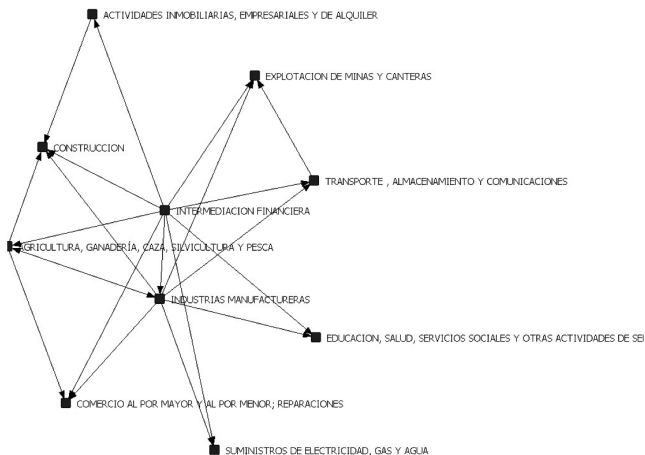 ACTIVIDADES INMOBILIARIAS, EMPRESARIALES Y DE ALQUILER
EXPLOTACION DE MINAS Y CANTERAS
CONSTRUCCION
TRANSPORTE , ALMACENAMIENTO Y COMUNICACIONES
INTERMEDIACION FINANCIERA
AGRICULTURA, GANADERÍA, CAZA, SILVICULTURA Y PESCA
INDUSTRIAS MANUFACTURERAS
EDUCACION, SALUD, SERVICIOS SOCIALES Y OTRAS ACTIVIDADES DE SE
COMERCIO AL POR MAYOR Y AL POR MENOR; REPARACIONES
SUMINISTROS DE ELECTRICIDAD, GAS Y AGUA